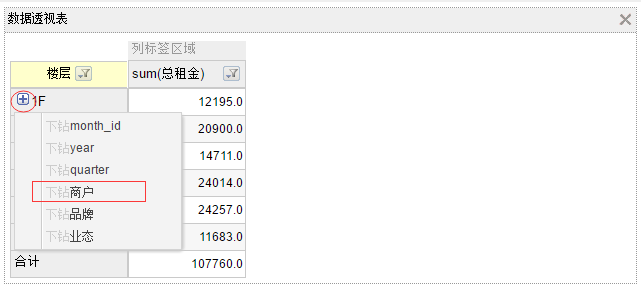 数据透视表
列标签区域
楼层 sum(总租金)
1F 12195.0
下钻month_id 20900.0
下钻year 14711.0
下钻quarter
下钻商户 24014.0
下钻品牌 24257.0
下钻业态 11683.0
合计 107760.0